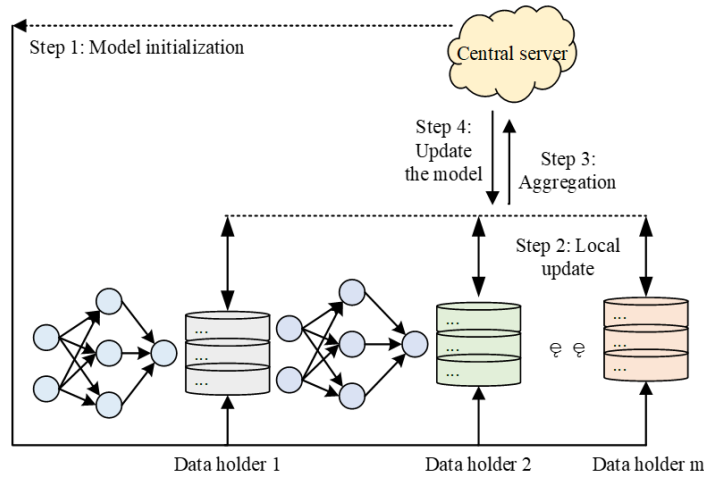 Step 1: Model initialization
Central server
Step 4:
Update
the model
Step 3:
Aggregation
Step 2: Local
update
...
...
...
...
...
...
...
...
...
ę ę
Data holder 1
Data holder 2
Data holder m